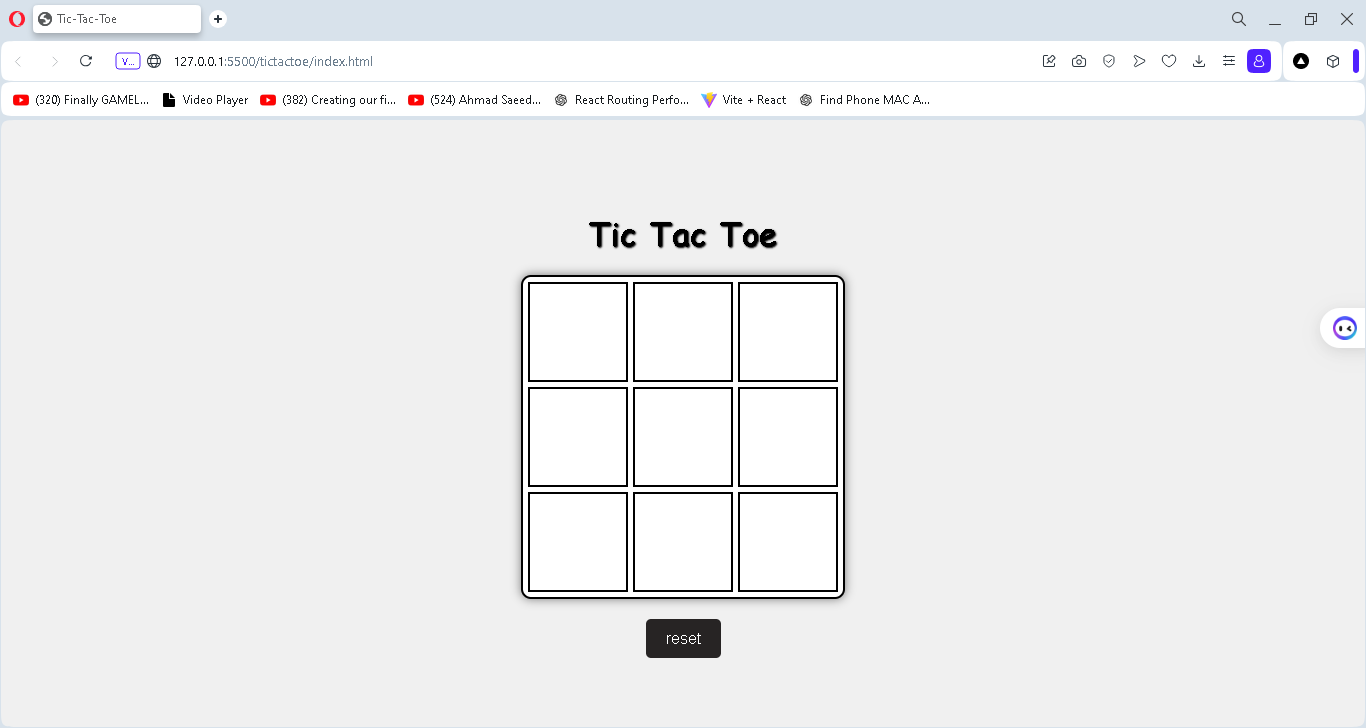 Tic-Tac-Toe
V...
127.0.0.1:5500/tictactoe/index.html
(320) Finally GAMEL...
Video Player
(382) Creating our fi...
(524) Ahmad Saeed...
React Routing Perfo...
Vite + React
Find Phone MAC A...
Tic Tac Toe
reset